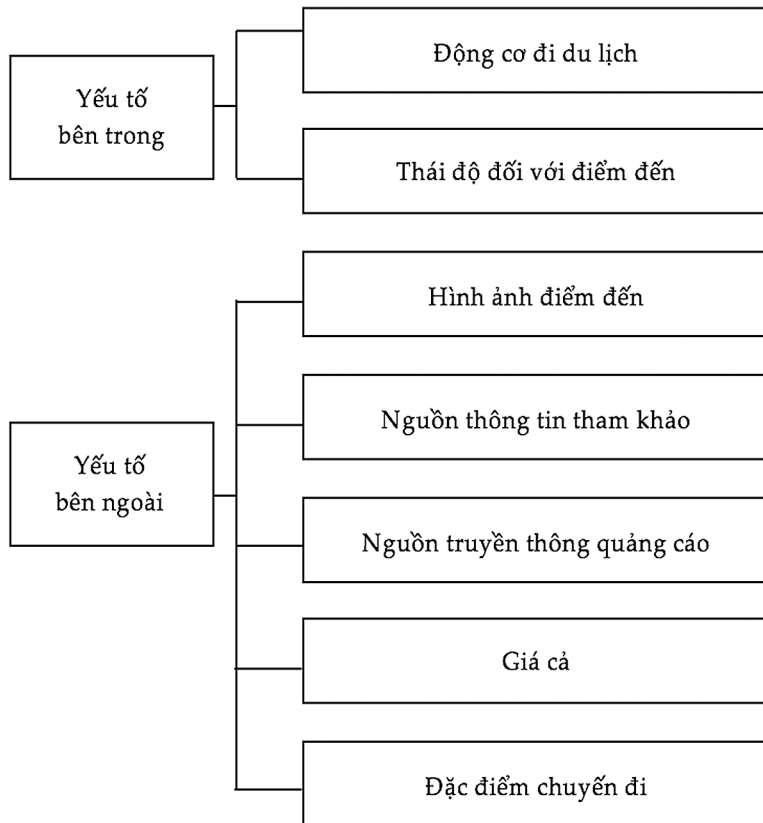 Yếu tố
bên trong
Động cơ đi du lịch
Thái độ đối với điểm đến
Yếu tố
bên ngoài
Hình ảnh điểm đến
Nguồn thông tin tham khảo
Nguồn truyền thông quảng cáo
Giá cả
Đặc điểm chuyến đi